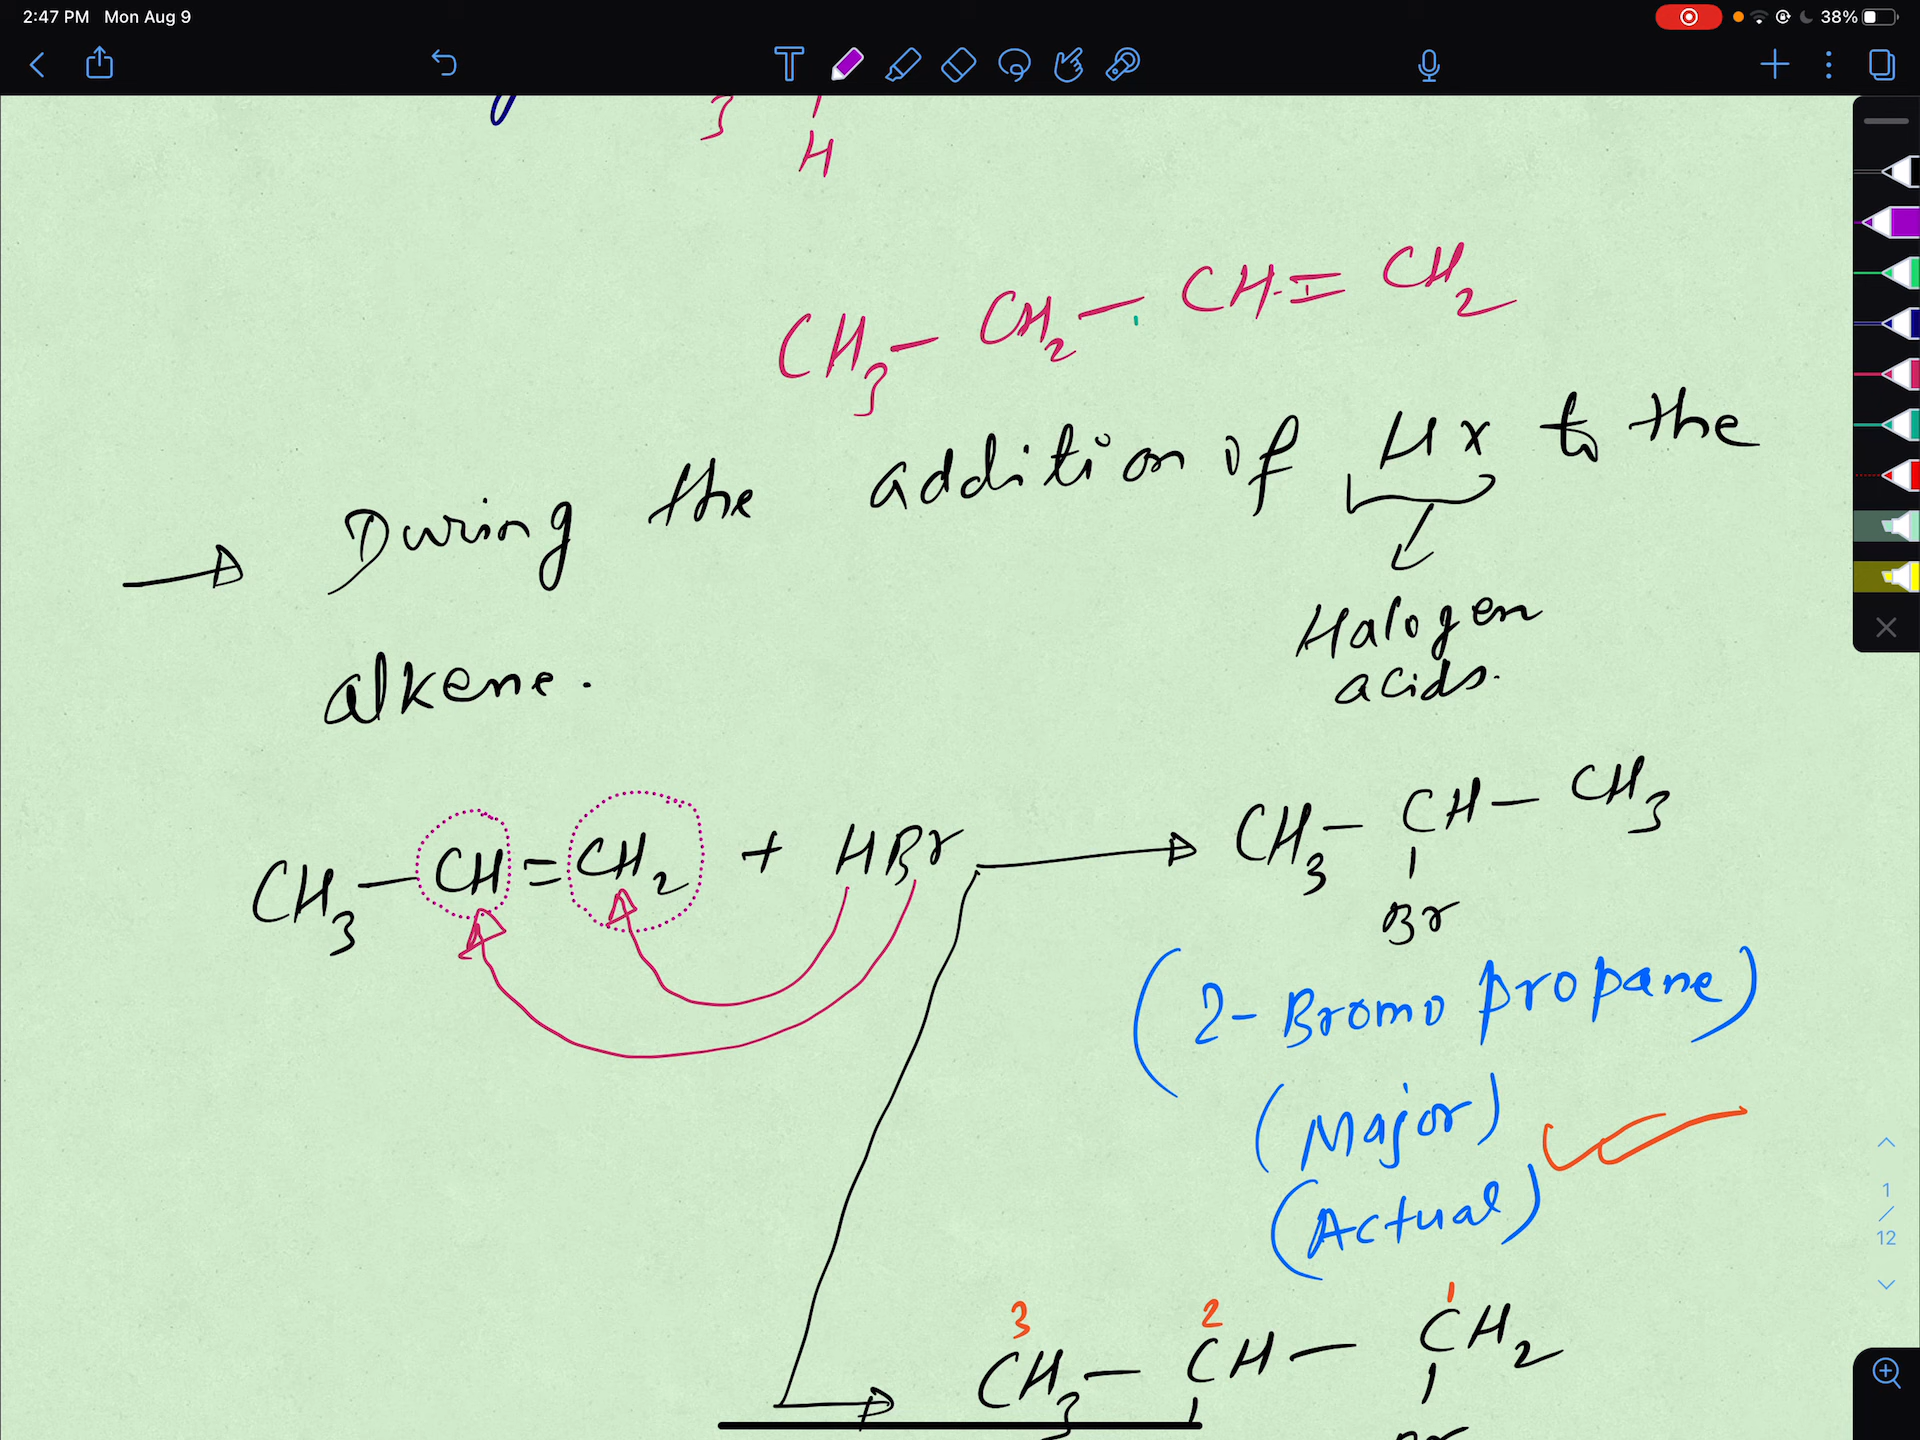 2:47 PM Mon Aug 9
38%
3
H
CH3 - CH2 - CH = CH2
During the addition of HX to the
Halogen
acids.
alkene.
CH3 - CH = CH2 + HBr
CH3 - CH - CH3
Br
(2-Bromo propane)
(Major)
(Actual)
1
/
12
3 2 1
CH3 - CH - CH2